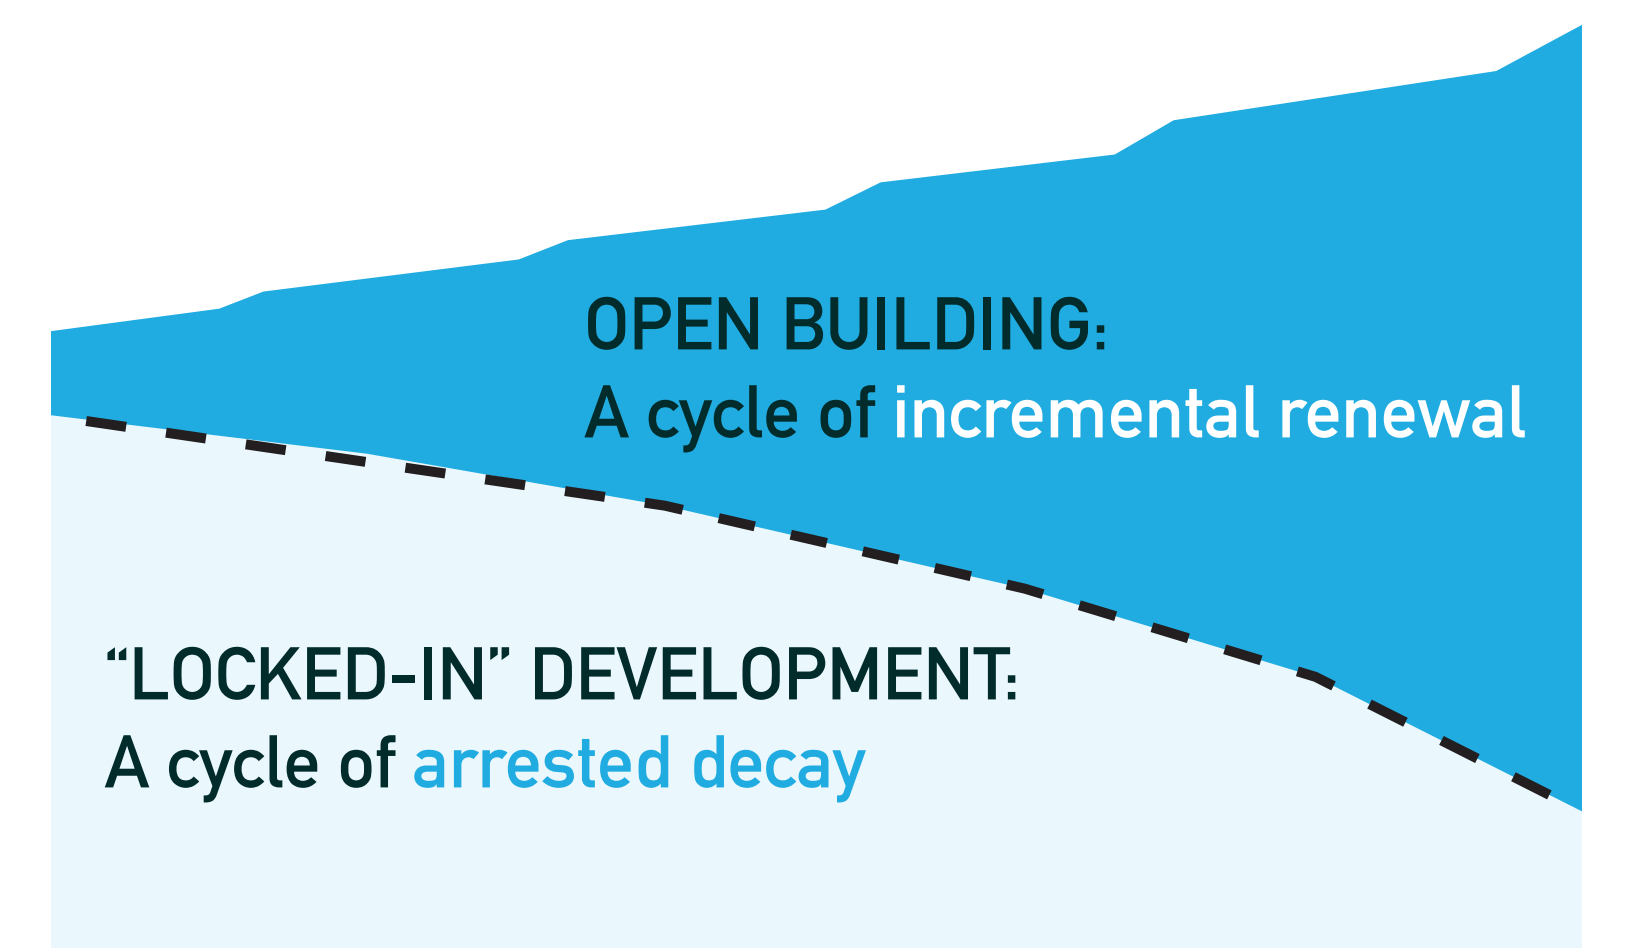 OPEN BUILDING:
A cycle of incremental renewal
“LOCKED-IN” DEVELOPMENT:
A cycle of arrested decay